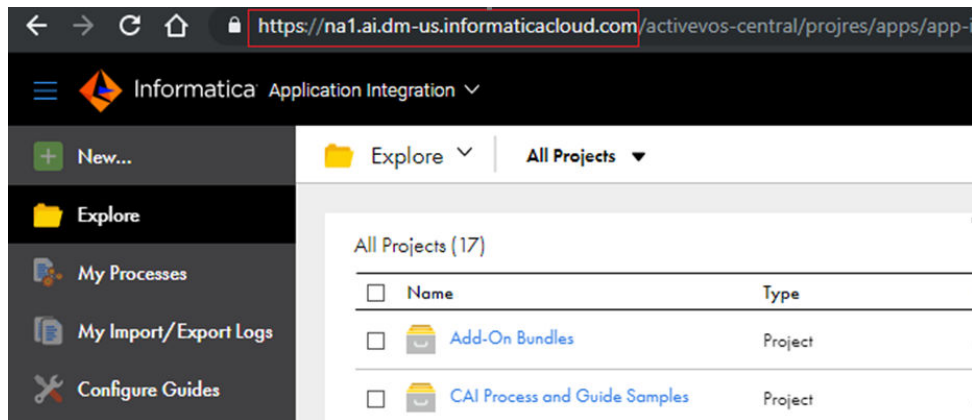 https://na1.ai.dm-us.informaticacloud.com/activevos-central/projres/apps/app-i
Informatica Application Integration
New...
Explore
All Projects
Explore
My Processes
My Import/Export Logs
Configure Guides
All Projects (17)
Name Type
Add-On Bundles Project
CAI Process and Guide Samples Project